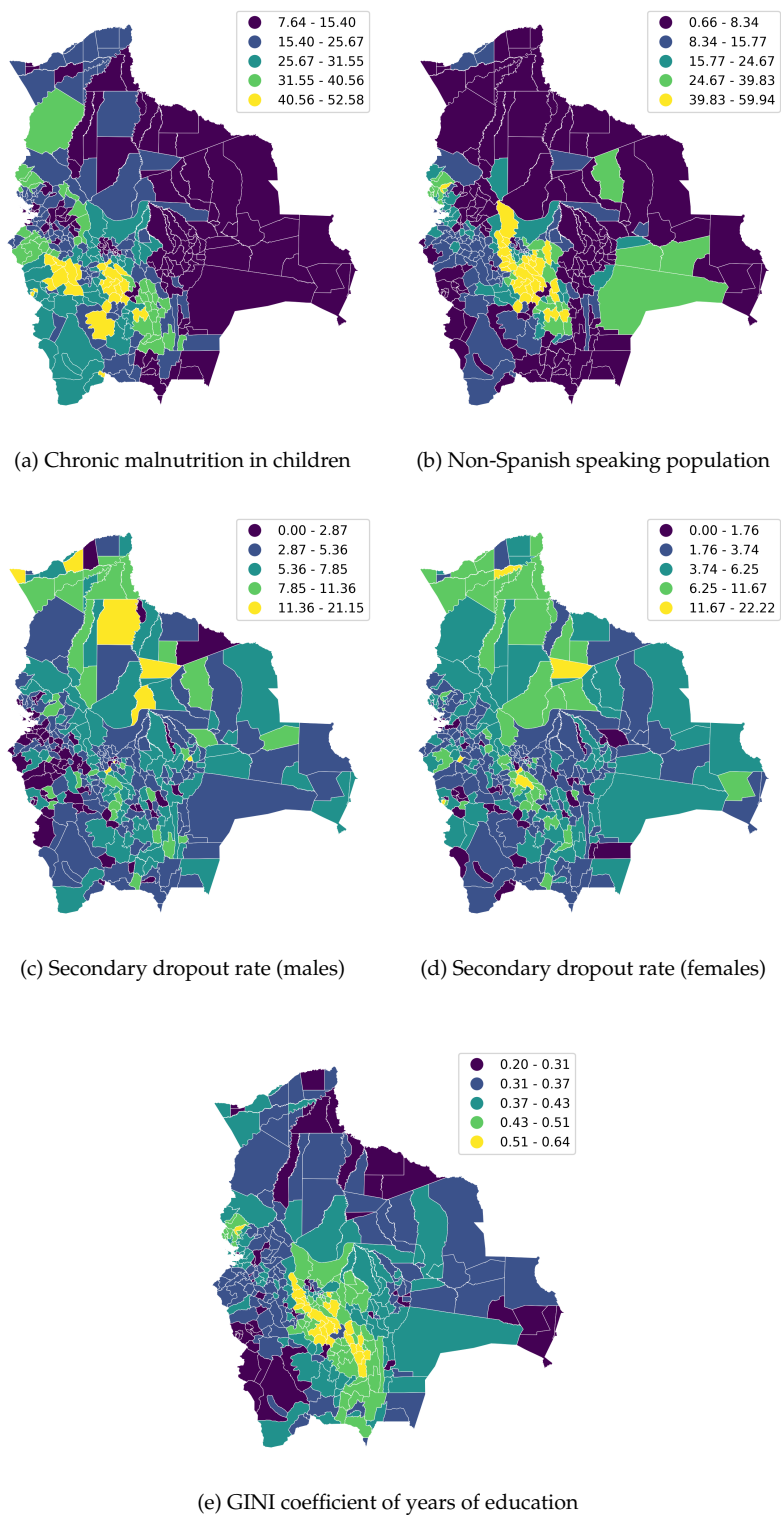 7.64 - 15.40
15.40 - 25.67
25.67 - 31.55
31.55 - 40.56
40.56 - 52.58
0.66 - 8.34
8.34 - 15.77
15.77 - 24.67
24.67 - 39.83
39.83 - 59.94
(a) Chronic malnutrition in children
(b) Non-Spanish speaking population
0.00 - 2.87
2.87 - 5.36
5.36 - 7.85
7.85 - 11.36
11.36 - 21.15
0.00 - 1.76
1.76 - 3.74
3.74 - 6.25
6.25 - 11.67
11.67 - 22.22
(c) Secondary dropout rate (males)
(d) Secondary dropout rate (females)
0.20 - 0.31
0.31 - 0.37
0.37 - 0.43
0.43 - 0.51
0.51 - 0.64
(e) GINI coefficient of years of education